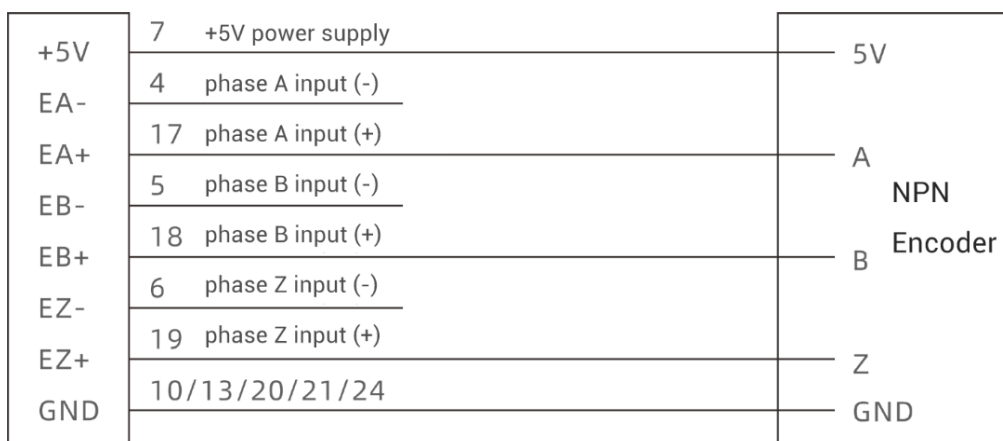 7 +5V power supply
+5V 5V
4 phase A input (-)
EA-
17 phase A input (+)
EA+ A
5 phase B input (-)
EB-
NPN
18 phase B input (+)
EB+ B
Encoder
6 phase Z input (-)
EZ-
19 phase Z input (+)
EZ+ Z
10/13/20/21/24
GND GND